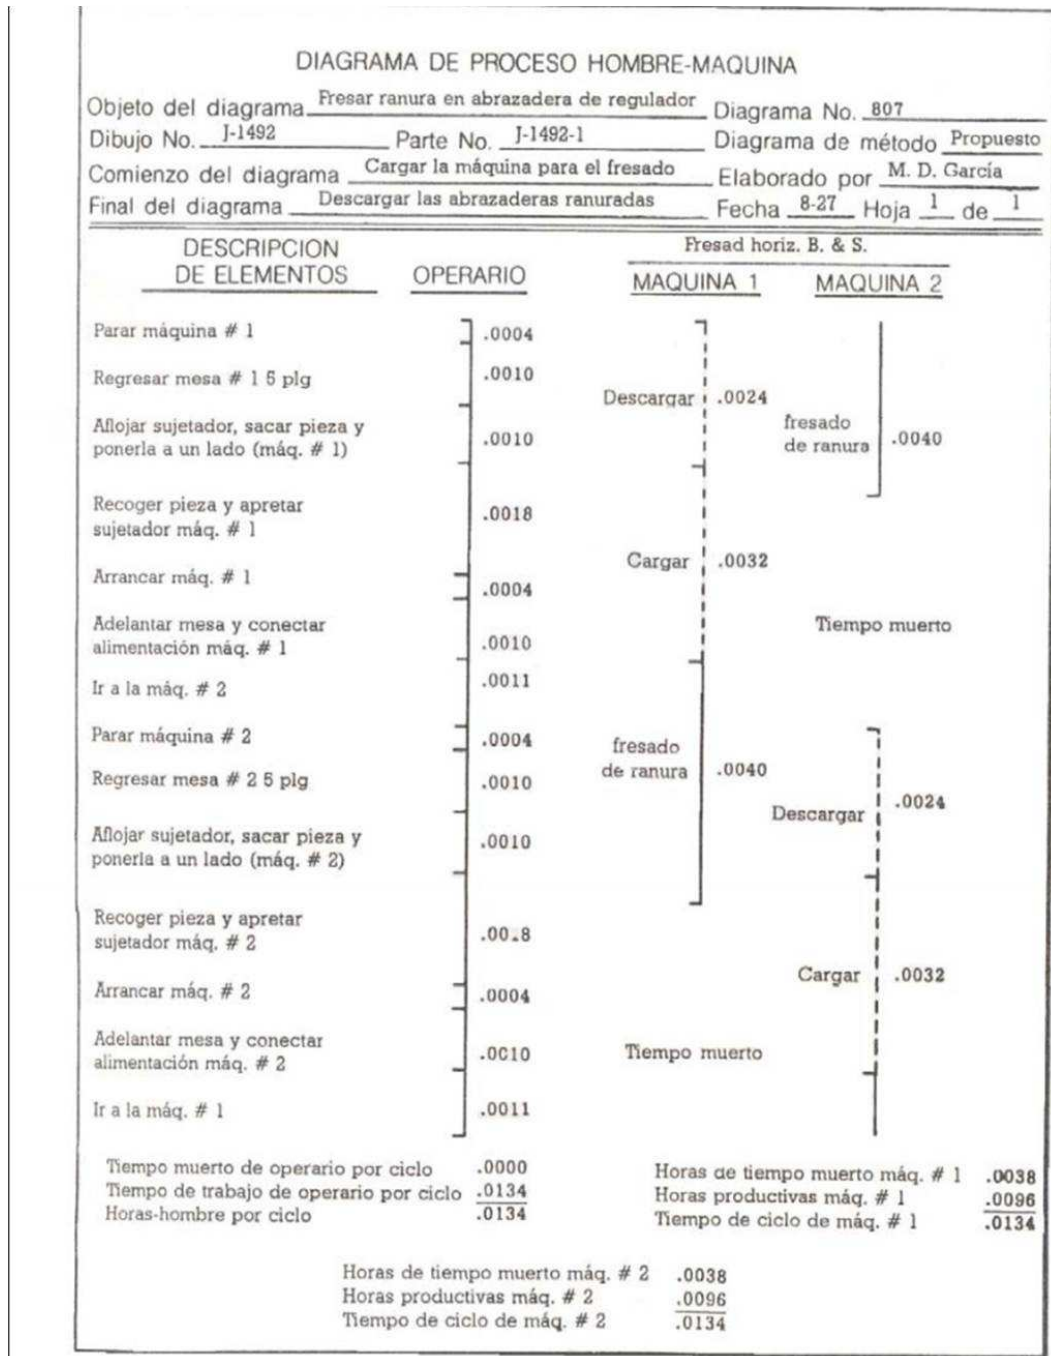 DIAGRAMA DE PROCESO HOMBRE-MAQUINA
Objeto del diagrama Fresar ranura en abrazadera de regulador Diagrama No. 807
Dibujo No. J-1492 Parte No. J-1492-1 Diagrama de método Propuesto
Comienzo del diagrama Cargar la máquina para el fresado Elaborado por M. D. García
Final del diagrama Descargar las abrazaderas ranuradas Fecha 8-27 Hoja 1 de 1
DESCRIPCION
DE ELEMENTOS
OPERARIO
Fresad horiz. B. & S.
MAQUINA 1 MAQUINA 2
Parar máquina # 1 .0004
Regresar mesa # 1 5 plg .0010
Descargar .0024
Aflojar sujetador, sacar pieza y
ponerla a un lado (máq. # 1) .0010
fresado
de ranura .0040
Recoger pieza y apretar
sujetador máq. # 1 .0018
Cargar .0032
Arrancar máq. # 1 .0004
Adelantar mesa y conectar
alimentación máq. # 1 .0010
Tiempo muerto
Ir a la máq. # 2 .0011
Parar máquina # 2 .0004
fresado
de ranura .0040
Regresar mesa # 2 5 plg .0010
Descargar .0024
Aflojar sujetador, sacar pieza y
ponerla a un lado (máq. # 2) .0010
Recoger pieza y apretar
sujetador máq. # 2
Cargar .0032
Arrancar máq. # 2 .0004
Adelantar mesa y conectar
alimentación máq. # 2 .0010
Tiempo muerto
Ir a la máq. # 1 .0011
Tiempo muerto de operario por ciclo .0000
Tiempo de trabajo de operario por ciclo .0134
Horas-hombre por ciclo .0134
Horas de tiempo muerto máq. # 1 .0038
Horas productivas máq. # 1 .0096
Tiempo de ciclo de máq. # 1 .0134
Horas de tiempo muerto máq. # 2 .0038
Horas productivas máq. # 2 .0096
Tiempo de ciclo de máq. # 2 .0134